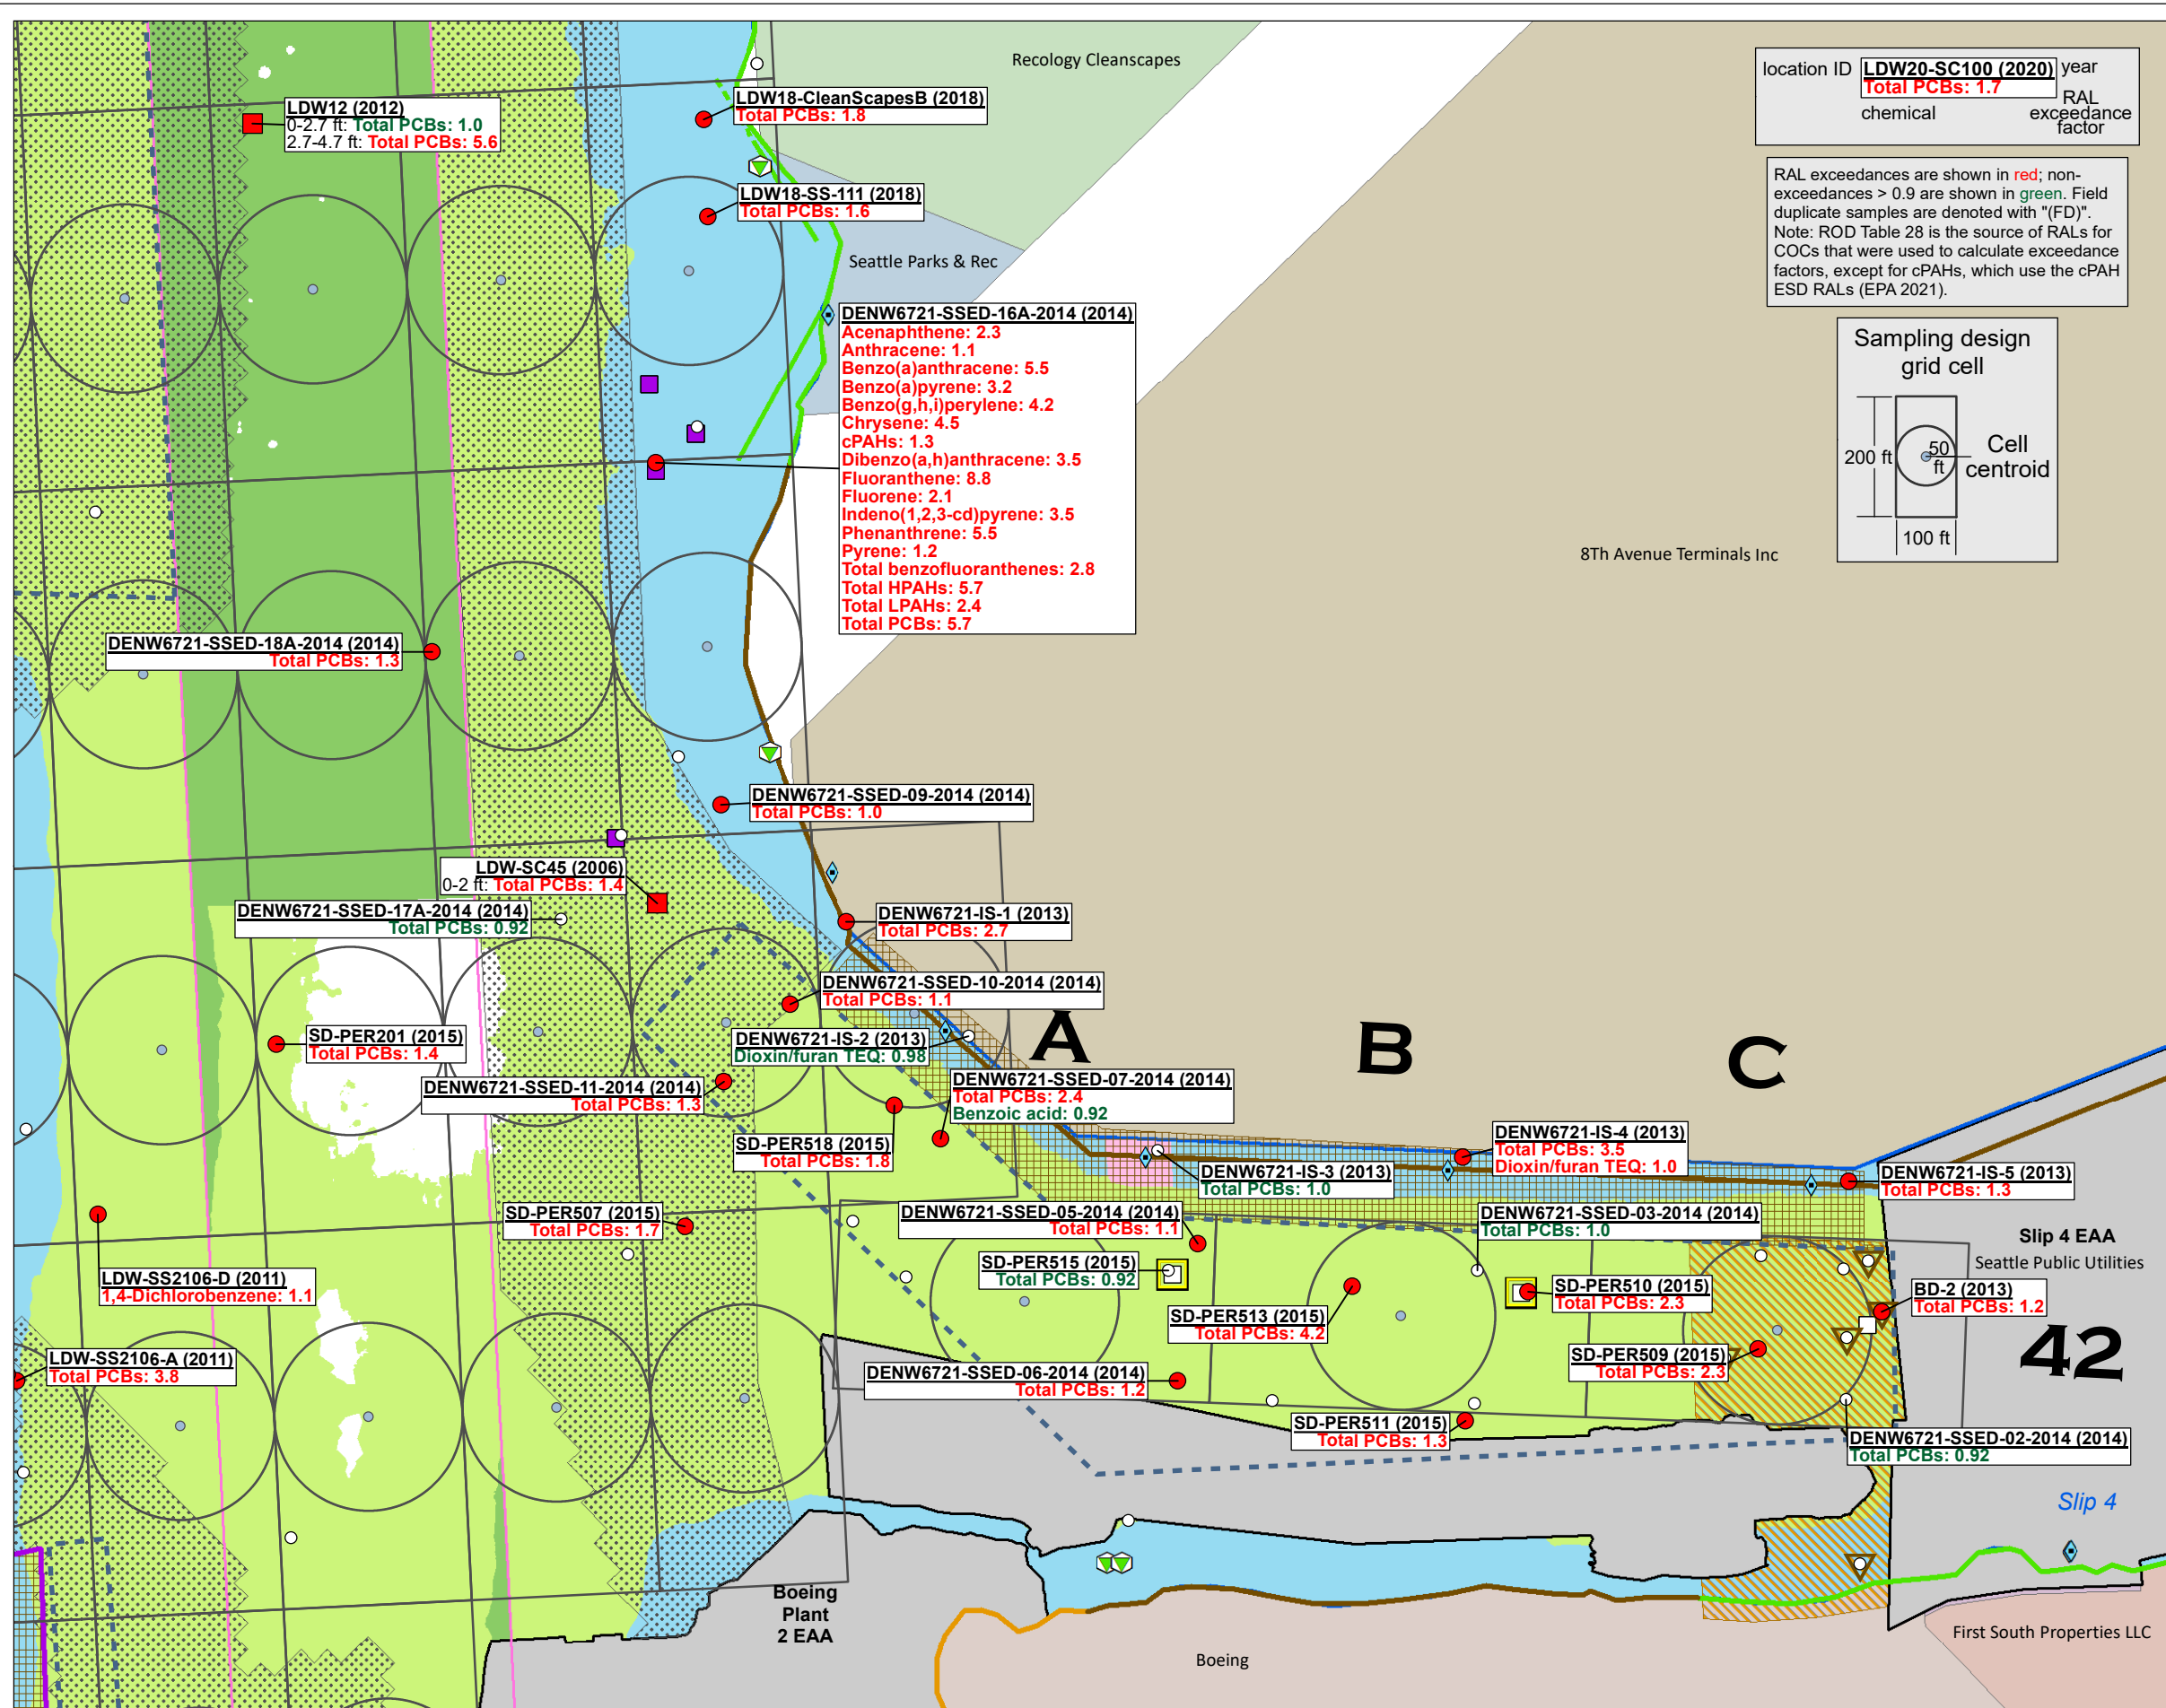 Recology Cleanscapes
location ID LDW20-SC100 (2020) year
Total PCBs: 1.7
chemical
RAL
exceedance
factor
RAL exceedances are shown in red; non-
exceedances > 0.9 are shown in green. Field
duplicate samples are denoted with "(FD)".
Note: ROD Table 28 is the source of RALs for
COCs that were used to calculate exceedance
factors, except for cPAHs, which use the cPAH
ESD RALs (EPA 2021).
Sampling design
grid cell
200 ft
50
ft
Cell
centroid
100 ft
LDW12 (2012)
0-2.7 ft: Total PCBs: 1.0
2.7-4.7 ft: Total PCBs: 5.6
LDW18-CleanScapesB (2018)
Total PCBs: 1.8
LDW18-SS-111 (2018)
Total PCBs: 1.6
Seattle Parks & Rec
DENW6721-SSED-16A-2014 (2014)
Acenaphthene: 2.3
Anthracene: 1.1
Benzo(a)anthracene: 5.5
Benzo(a)pyrene: 3.2
Benzo(g,h,i)perylene: 4.2
Chrysene: 4.5
cPAHs: 1.3
Dibenzo(a,h)anthracene: 3.5
Fluoranthene: 8.8
Fluorene: 2.1
Indeno(1,2,3-cd)pyrene: 3.5
Phenanthrene: 5.5
Pyrene: 1.2
Total benzofluoranthenes: 2.8
Total HPAHs: 5.7
Total LPAHs: 2.4
Total PCBs: 5.7
8Th Avenue Terminals Inc
DENW6721-SSED-18A-2014 (2014)
Total PCBs: 1.3
DENW6721-SSED-09-2014 (2014)
Total PCBs: 1.0
LDW-SC45 (2006)
0-2 ft: Total PCBs: 1.4
DENW6721-SSED-17A-2014 (2014)
Total PCBs: 0.92
DENW6721-IS-1 (2013)
Total PCBs: 2.7
DENW6721-SSED-10-2014 (2014)
Total PCBs: 1.1
SD-PER201 (2015)
Total PCBs: 1.4
DENW6721-IS-2 (2013)
Dioxin/furan TEQ: 0.98
A
B
C
DENW6721-SSED-11-2014 (2014)
Total PCBs: 1.3
DENW6721-SSED-07-2014 (2014)
Total PCBs: 2.4
Benzoic acid: 0.92
SD-PER518 (2015)
Total PCBs: 1.8
DENW6721-IS-4 (2013)
Total PCBs: 3.5
Dioxin/furan TEQ: 1.0
DENW6721-IS-3 (2013)
Total PCBs: 1.0
DENW6721-IS-5 (2013)
Total PCBs: 1.3
SD-PER507 (2015)
Total PCBs: 1.7
DENW6721-SSED-05-2014 (2014)
Total PCBs: 1.1
DENW6721-SSED-03-2014 (2014)
Total PCBs: 1.0
Slip 4 EAA
Seattle Public Utilities
SD-PER515 (2015)
Total PCBs: 0.92
LDW-SS2106-D (2011)
1,4-Dichlorobenzene: 1.1
SD-PER510 (2015)
Total PCBs: 2.3
BD-2 (2013)
Total PCBs: 1.2
SD-PER513 (2015)
Total PCBs: 4.2
42
LDW-SS2106-A (2011)
Total PCBs: 3.8
SD-PER509 (2015)
Total PCBs: 2.3
DENW6721-SSED-06-2014 (2014)
Total PCBs: 1.2
SD-PER511 (2015)
Total PCBs: 1.3
DENW6721-SSED-02-2014 (2014)
Total PCBs: 0.92
Slip 4
Boeing
Plant
2 EAA
Boeing
First South Properties LLC